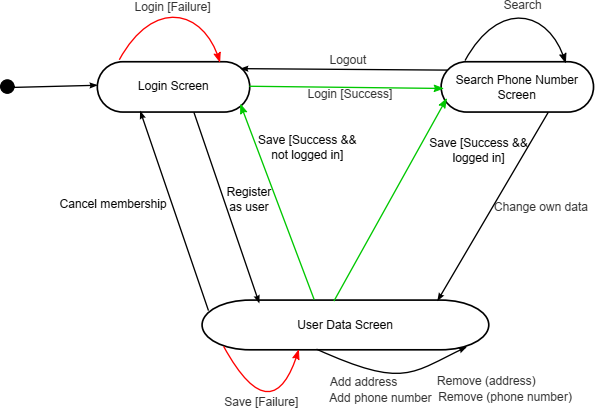 Login [Failure]
Search
Logout
Login Screen
Search Phone Number
Screen
Login [Success]
Save [Success &&
not logged in]
Save [Success &&
logged in]
Cancel membership
Register
as user
Change own data
User Data Screen
Save [Failure]
Add address
Add phone number
Remove (address)
Remove (phone number)